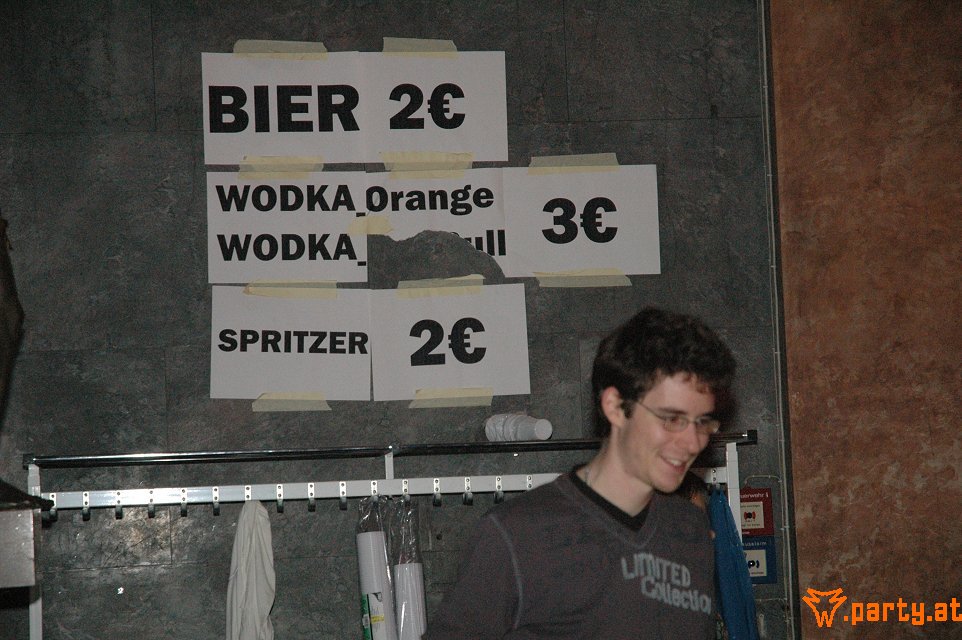 BIER 2€
WODKA_Orange
WODKA_ 3€
SPRITZER 2€
LIMITED
Collection
.party.at